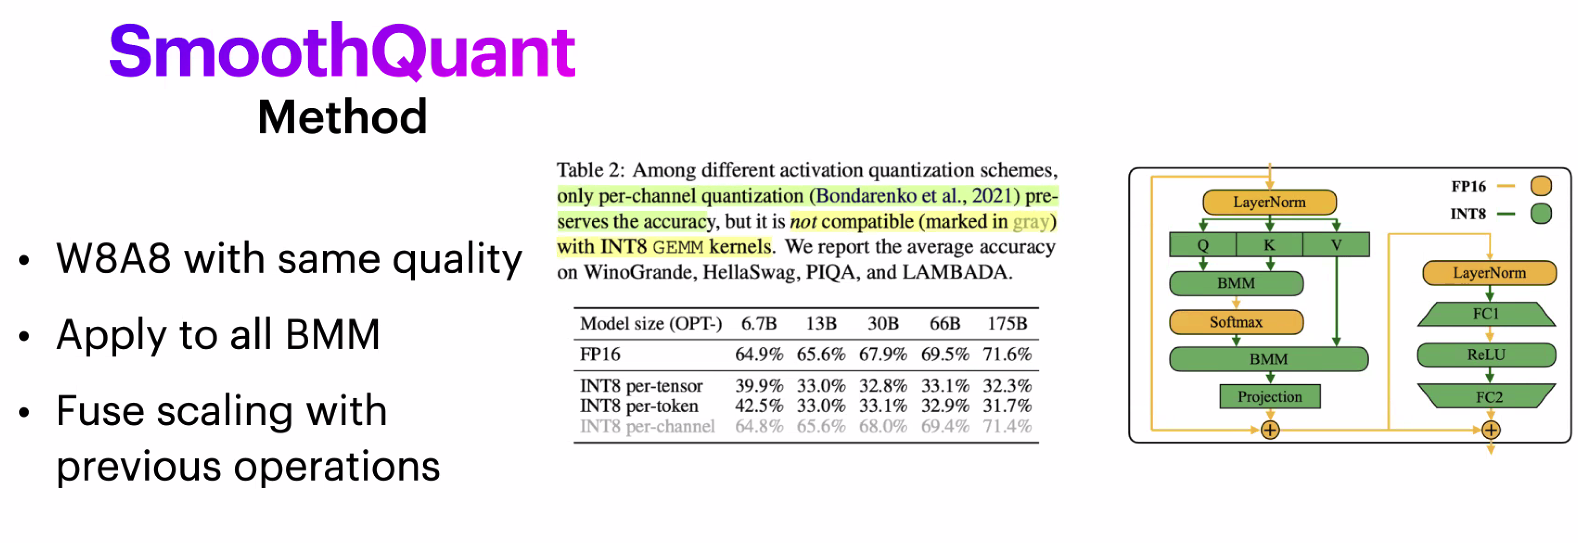 SmoothQuant
Method
• W8A8 with same quality
• Apply to all BMM
• Fuse scaling with
previous operations
Table 2: Among different activation quantization schemes,
only per-channel quantization (Bondarenko et al., 2021) pre-
serves the accuracy, but it is not compatible (marked in gray)
with INT8 GEMM kernels. We report the average accuracy
on WinoGrande, HellaSwag, PIQA, and LAMBADA.
Model size (OPT-) 6.7B 13B 30B 66B 175B
FP16 64.9% 65.6% 67.9% 69.5% 71.6%
INT8 per-tensor 39.9% 33.0% 32.8% 33.1% 32.3%
INT8 per-token 42.5% 33.0% 33.1% 32.9% 31.7%
INT8 per-channel 64.8% 65.6% 68.0% 69.4% 71.4%
FP16
INT8
LayerNorm
Q K V
BMM
Softmax
BMM
Projection
+
LayerNorm
FC1
ReLU
FC2
+